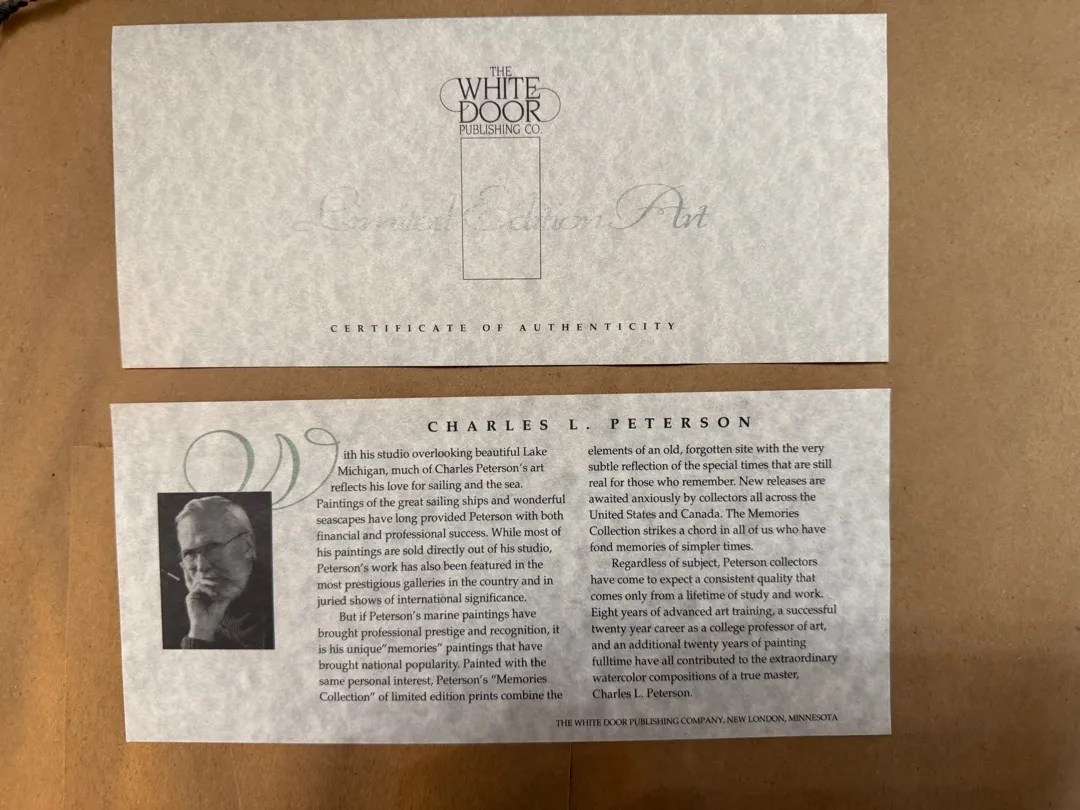 THE
WHITE
DOOR
PUBLISHING CO.
Limited Edition Art
CERTIFICATE OF AUTHENTICITY
CHARLES L. PETERSON
With his studio overlooking beautiful Lake
Michigan, much of Charles Peterson's art
reflects his love for sailing and the sea.
Paintings of the great sailing ships and wonderful
seascapes have long provided Peterson with both
financial and professional success. While most of
his paintings are sold directly out of his studio,
Peterson's work has also been featured in the
most prestigious galleries in the country and in
juried shows of international significance.
But if Peterson's marine paintings have
brought professional prestige and recognition, it
is his unique"memories" paintings that have
brought national popularity. Painted with the
same personal interest, Peterson's "Memories
Collection" of limited edition prints combine the
elements of an old, forgotten site with the very
subtle reflection of the special times that are still
real for those who remember. New releases are
awaited anxiously by collectors all across the
United States and Canada. The Memories
Collection strikes a chord in all of us who have
fond memories of simpler times.
Regardless of subject, Peterson collectors
have come to expect a consistent quality that
comes only from a lifetime of study and work.
Eight years of advanced art training, a successful
twenty year career as a college professor of art,
and an additional twenty years of painting
fulltime have all contributed to the extraordinary
watercolor compositions of a true master,
Charles L. Peterson.
THE WHITE DOOR PUBLISHING COMPANY, NEW LONDON, MINNESOTA